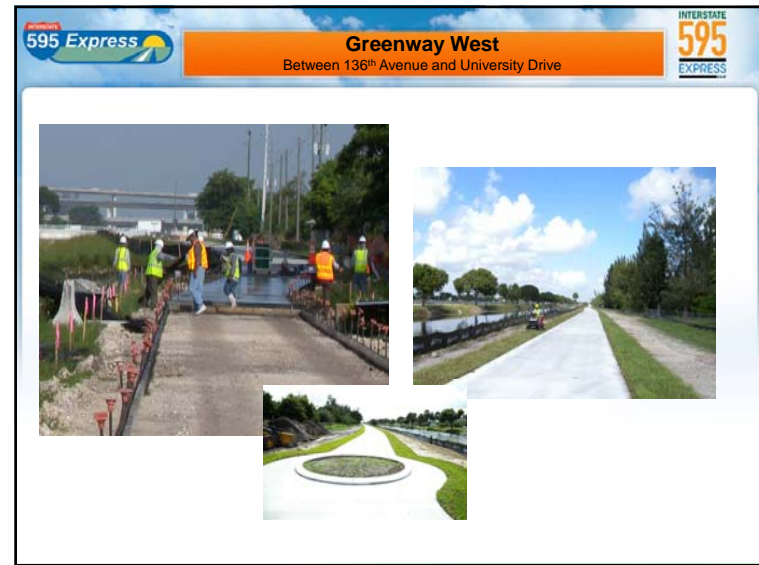 INTERSTATE
595 Express
Greenway West
Between 136th Avenue and University Drive
INTERSTATE
595
EXPRESS